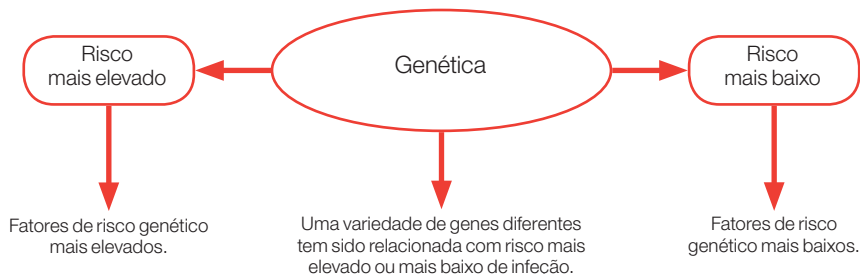 Risco
mais elevado
Genética
Risco
mais baixo
Fatores de risco genético
mais elevados.
Uma variedade de genes diferentes
tem sido relacionada com risco mais
elevado ou mais baixo de infecão.
Fatores de risco
genético mais baixos.